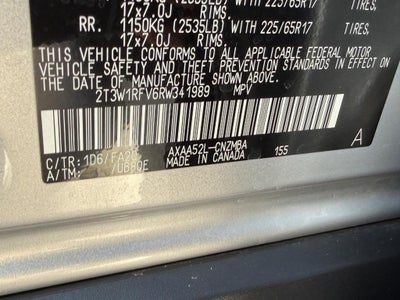 17x7.0J RIMS, TIRES,
RR. 1150KG (2535LB) WITH 225/65R17 TIRES,
17x7.0J RIMS,
THIS VEHICLE CONFORMS TO ALL APPLICABLE FEDERAL MOTOR
VEHICLE SAFETY AND THEFT PREVENTION STANDARDS IN EFFECT
ON THE DATE OF MANUFACTURE SHOWN ABOVE.
2T3W1RFV6RW341989 MPV
C/TR: 1D6/FA20 AXAA52L-CNZMBA
A/TM: /UB80E MADE IN CANADA 155 A